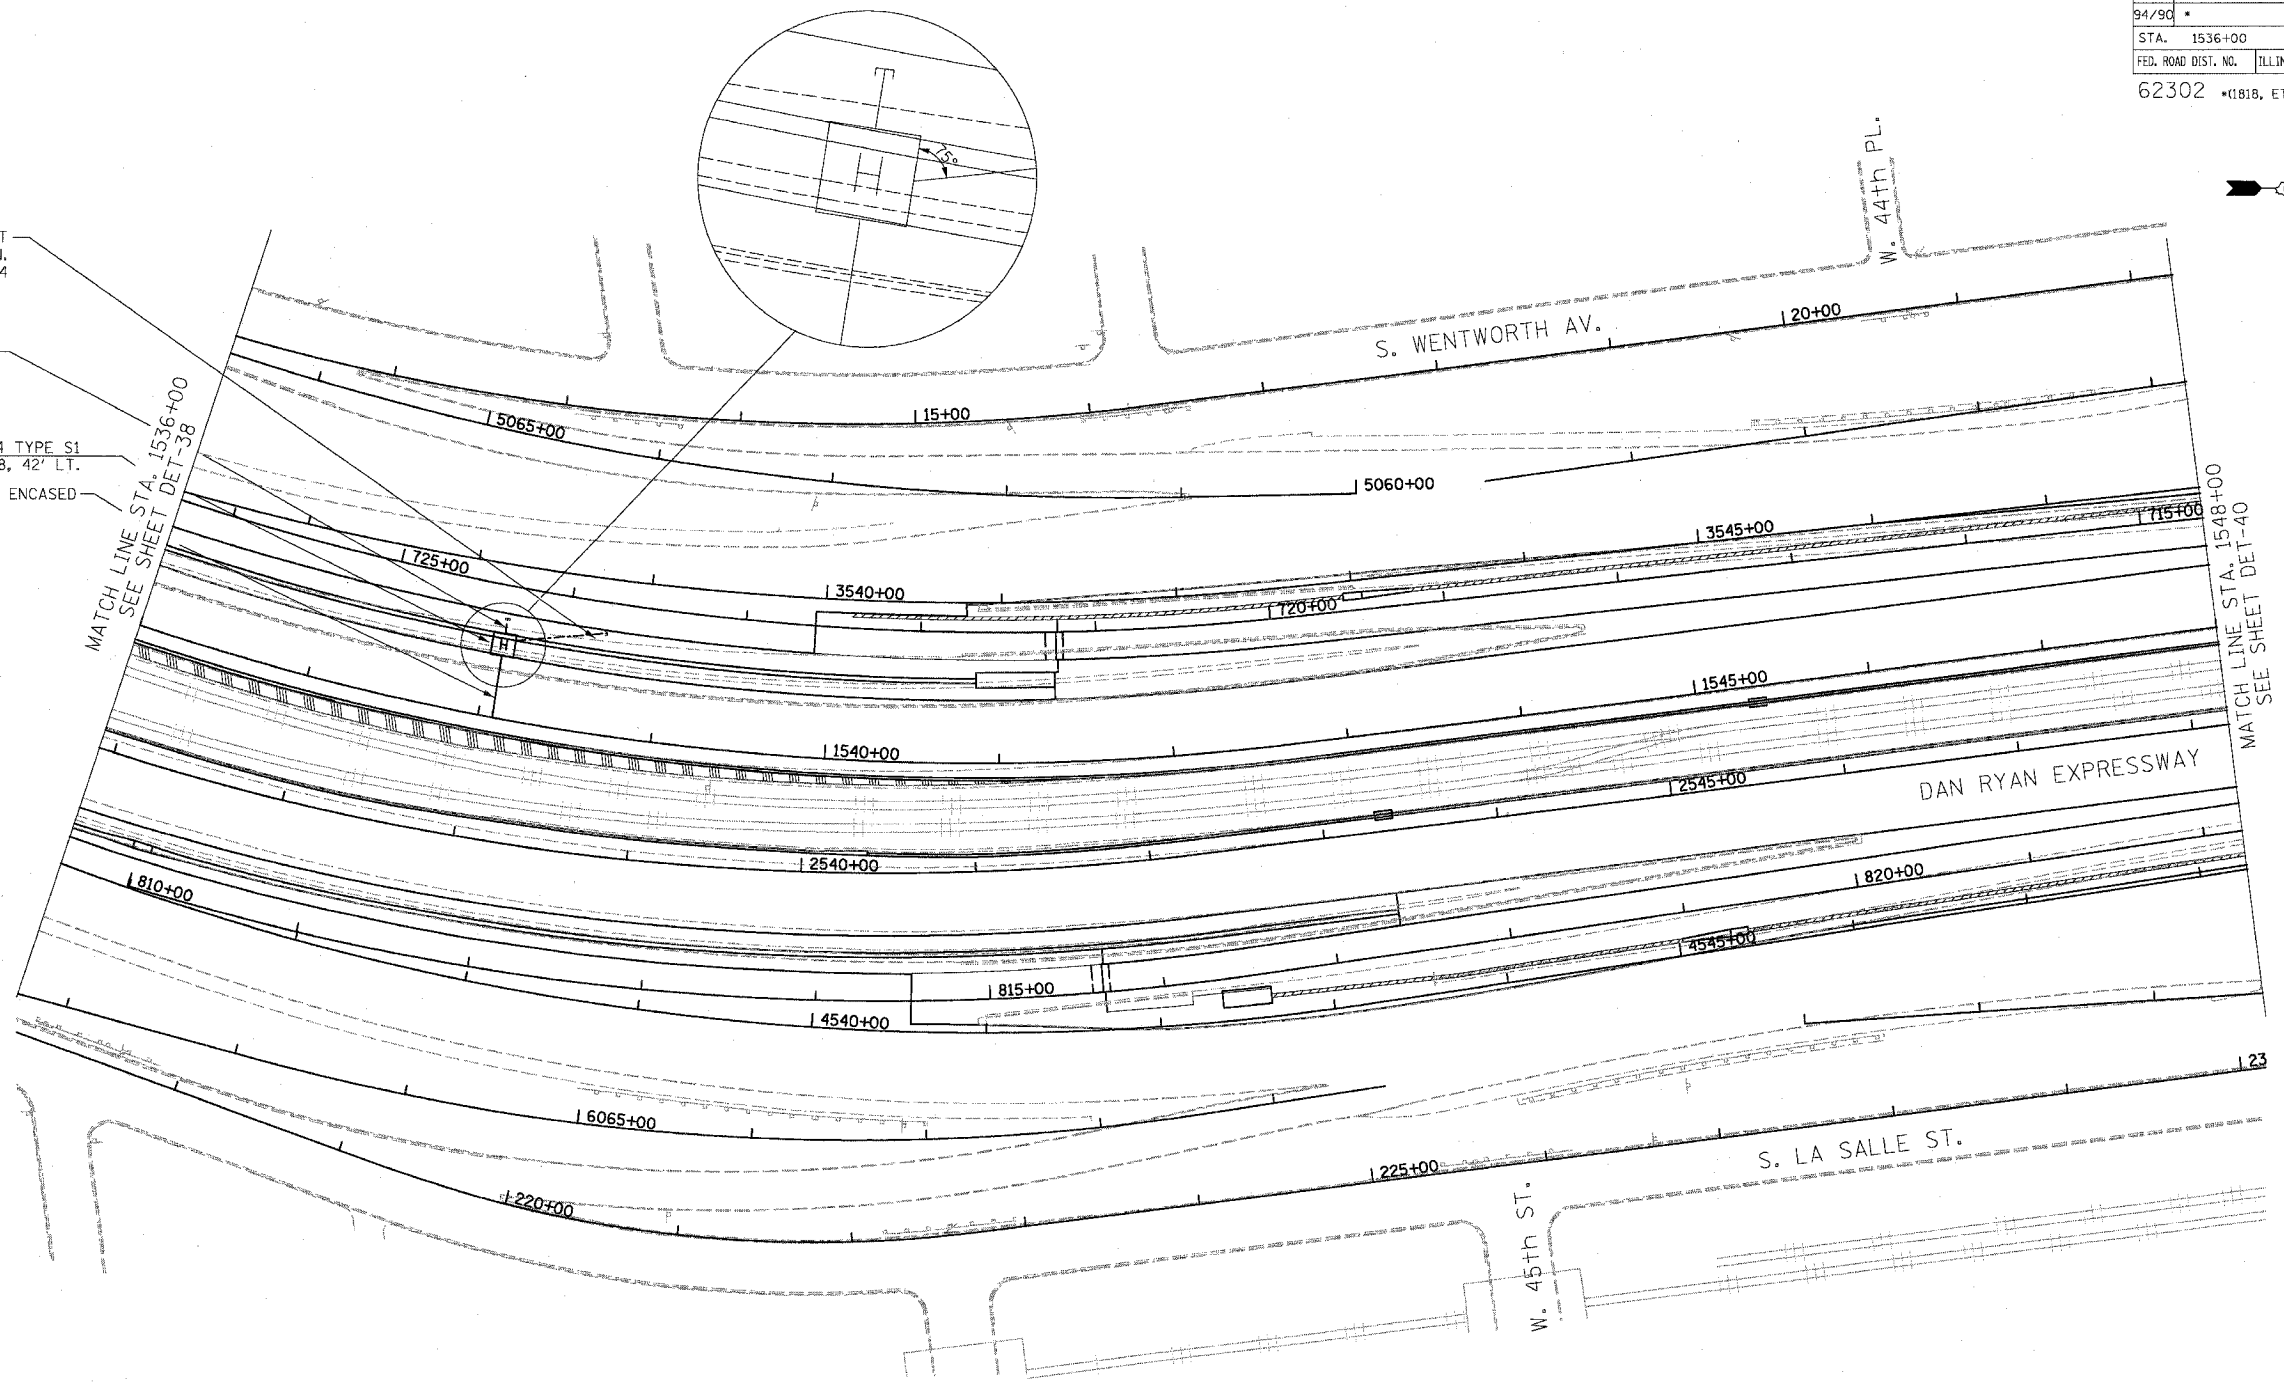 94/90 *
STA. 1536+00
FED. ROAD DIST. NO.
62302 *(1818,
T
H
75°
W. 44th PL.
S. WENTWORTH AV.
20+00
15+00
5065+00
5060+00
MATCH LINE STA. 1536+00
SEE SHEET DET-38
4 TYPE S1
8, 42' LT.
ENCASED
725+00
3540+00
3545+00
715+00
720+00
T
H
MATCH LINE STA. 1548+00
SEE SHEET DET-40
1540+00
1545+00
2540+00
2545+00
DAN RYAN EXPRESSWAY
810+00
815+00
820+00
4540+00
4545+00
6065+00
220+00
225+00
23
S. LA SALLE ST.
W. 45th ST.